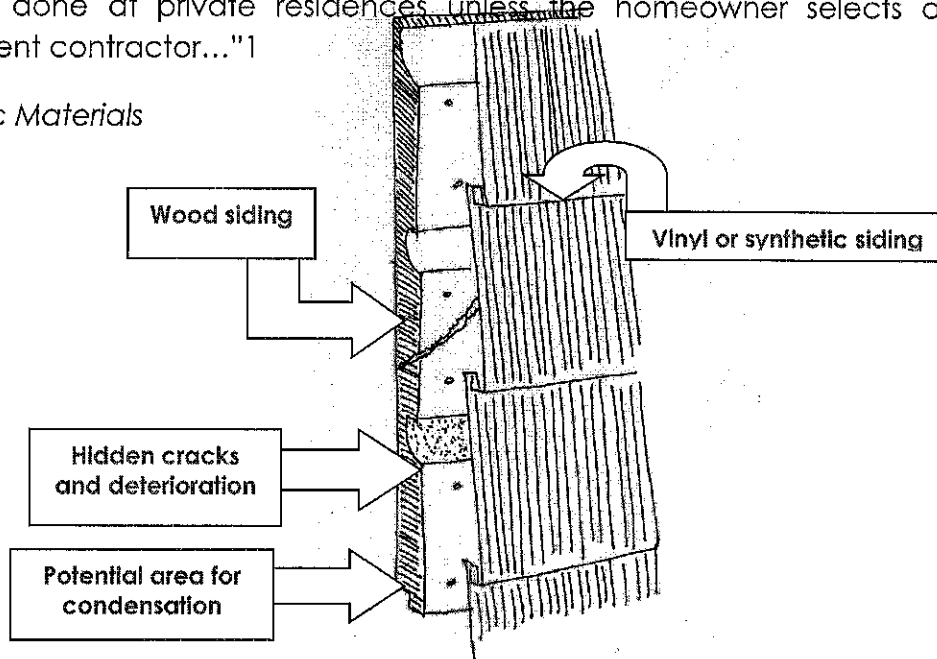 done at private residences unless the homeowner selects
ent contractor…"1
c Materials
Wood siding
Vinyl or synthetic siding
Hidden cracks
and deterioration
Potential area for
condensation